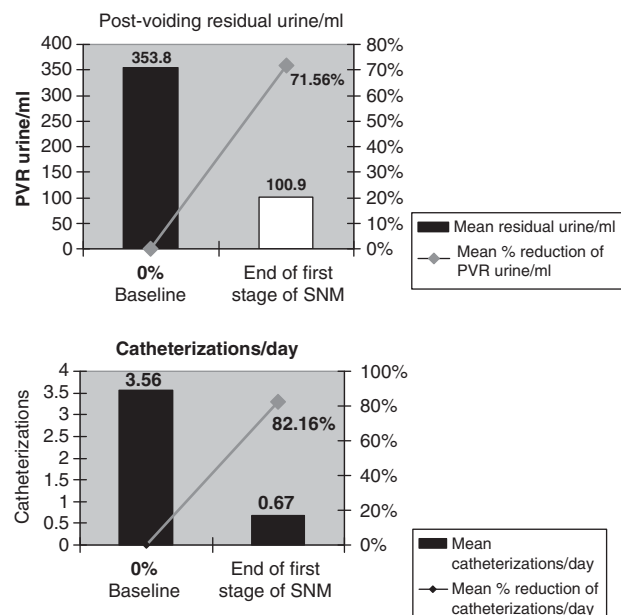 Post-voiding residual urine/ml
PVR urine/ml
400
350
300
250
200
150
100
50
0
353.8
100.9
71.56%
80%
70%
60%
50%
40%
30%
20%
10%
0%
0%
Baseline
End of first
stage of SNM
Mean residual urine/ml
Mean % reduction of
PVR urine/ml
Catheterizations/day
Catheterizations
4
3.5
3
2.5
2
1.5
1
0.5
0
3.56
0.67
82.16%
100%
80%
60%
40%
20%
0%
0%
Baseline
End of first
stage of SNM
Mean
catheterizations/day
Mean % reduction of
catheterizations/day